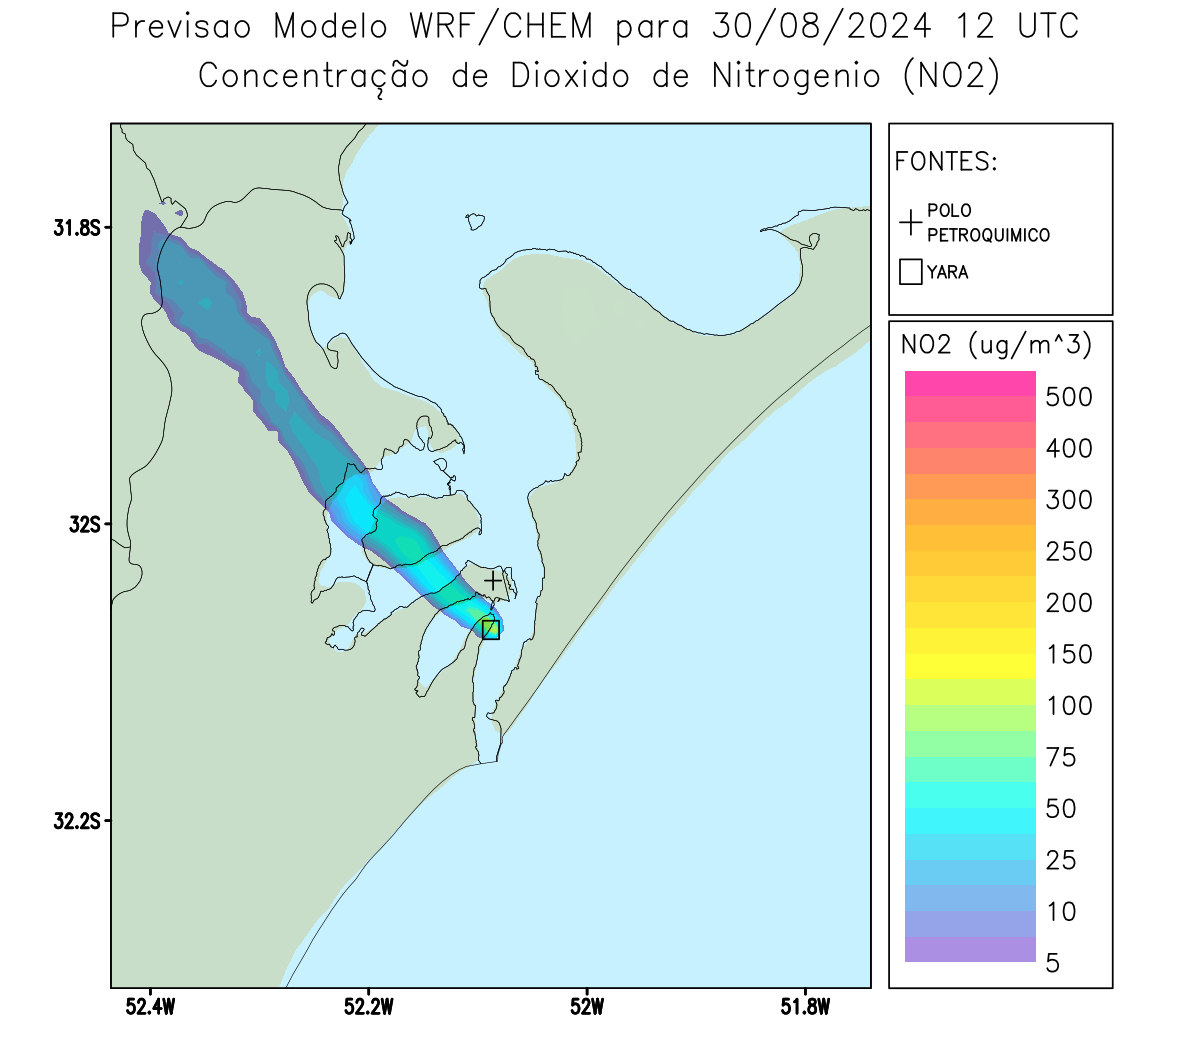 Previsao Modelo WRF/CHEM para 30/08/2024 12 UTC
Concentração de Dioxido de Nitrogenio (NO2)
FONTES:
POLO
PETROQUIMICO
YARA
NO2 (ug/m^3)
500
400
300
250
200
150
100
75
50
25
10
5
31.8S
32S
32.2S
52.4W
52.2W
52W
51.8W